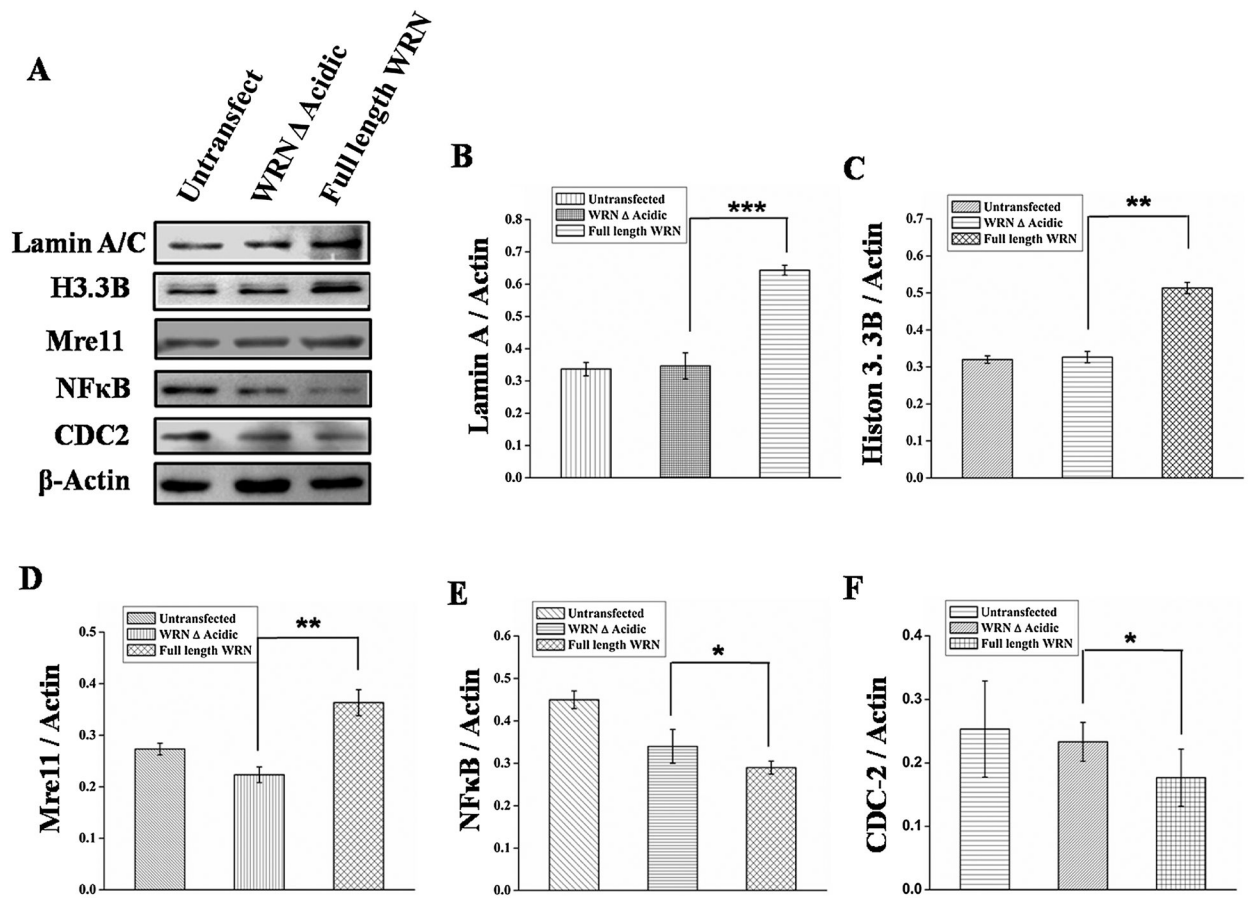 A
Untransfect
WRN Δ Acidic
Full length WRN
Lamin A/C
H3.3B
Mre11
NFκB
CDC2
β-Actin
B
Untransfected
WRN Δ Acidic
Full length WRN
***
Lamin A / Actin
0.8
0.7
0.6
0.5
0.4
0.3
0.2
0.1
0.0
C
Untransfected
WRN Δ Acidic
Full length WRN
**
Histon 3. 3B / Actin
0.7
0.6
0.5
0.4
0.3
0.2
0.1
0.0
D
Untransfected
WRN Δ Acidic
Full length WRN
**
Mre11 / Actin
0.5
0.4
0.3
0.2
0.1
0.0
E
Untransfected
WRN Δ Acidic
Full length WRN
*
NFκB / Actin
0.6
0.5
0.4
0.3
0.2
0.1
0.0
F
Untransfected
WRN Δ Acidic
Full length WRN
*
CDC-2 / Actin
0.4
0.3
0.2
0.1
0.0